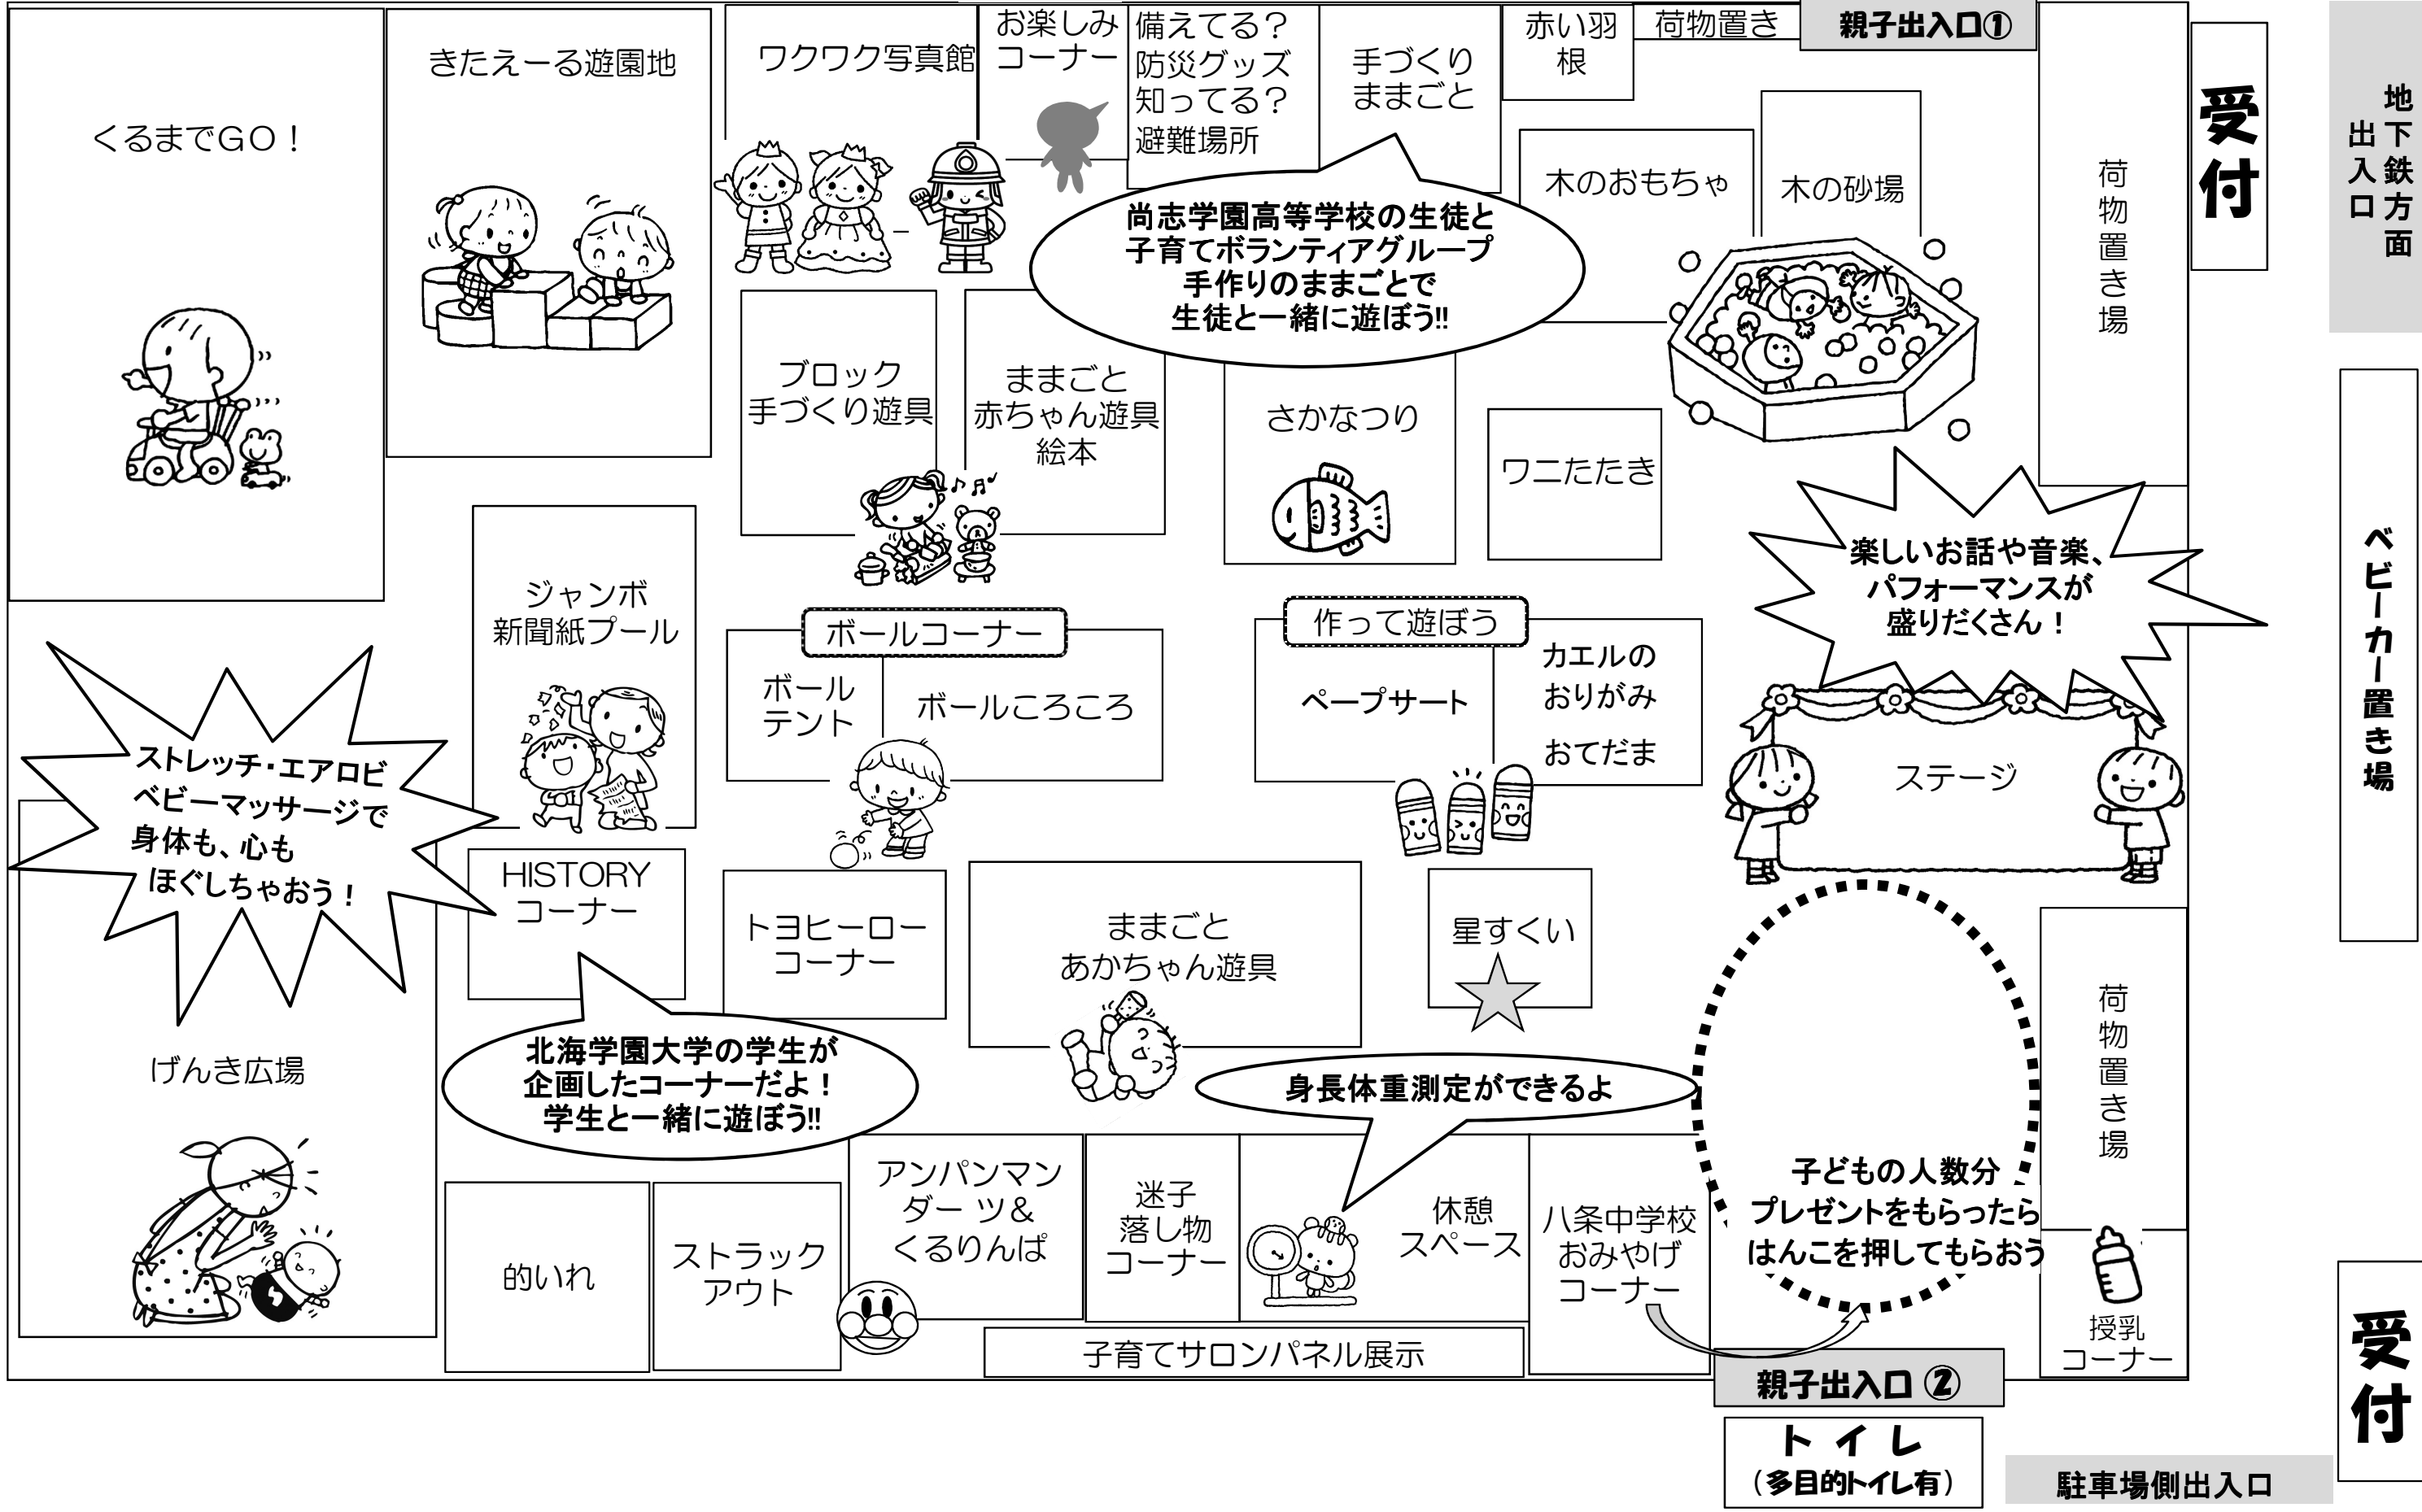 くるまでGO！
きたえーる遊園地
ワクワク写真館
お楽しみ
コーナー
備えてる？
防災グッズ
知ってる？
避難場所
手づくり
ままごと
赤い羽
根
荷物置き
親子出入口①
木のおもちゃ
木の砂場
荷物置き場
受付
地下鉄方面
出入口
尚志学園高等学校の生徒と
子育てボランティアグループ
手作りのままごとで
生徒と一緒に遊ぼう!!
ブロック
手づくり遊具
ままごと
赤ちゃん遊具
絵本
さかなつり
ワニたたき
ベビーカー置き場
楽しいお話や音楽、
パフォーマンスが
盛りだくさん！
ジャンボ
新聞紙プール
ボールコーナー
ボール
テント
ボールころころ
作って遊ぼう
ペープサート
カエルの
おりがみ
おてだま
ステージ
ストレッチ・エアロビ
ベビーマッサージで
身体も、心も
ほぐしちゃおう！
げんき広場
HISTORY
コーナー
トヨヒーロー
コーナー
ままごと
あかちゃん遊具
星すくい
荷物置き場
北海学園大学の学生が
企画したコーナーだよ！
学生と一緒に遊ぼう!!
身長体重測定ができるよ
子どもの人数分
プレゼントをもらったら
はんこを押してもらおう
的いれ
ストラック
アウト
アンパンマン
ダー ツ＆
くるりんぱ
迷子
落し物
コーナー
休憩
スペース
八条中学校
おみやげ
コーナー
授乳
コーナー
子育てサロンパネル展示
親子出入口②
受付
トイレ
（多目的トイレ有）
駐車場側出入口